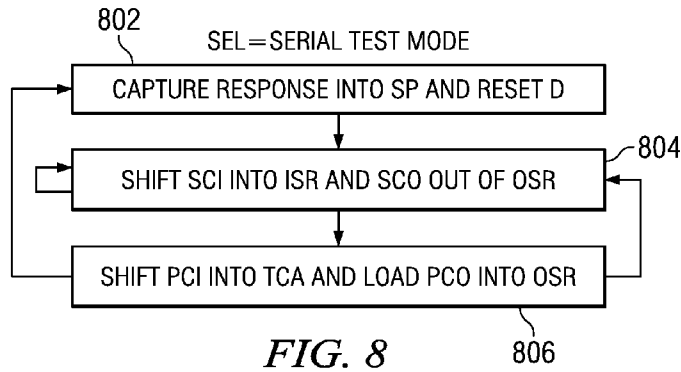 802
SEL=SERIAL TEST MODE
CAPTURE RESPONSE INTO SP AND RESET D
804
SHIFT SCI INTO ISR AND SCO OUT OF OSR
SHIFT PCI INTO TCA AND LOAD PCO INTO OSR
806
FIG. 8